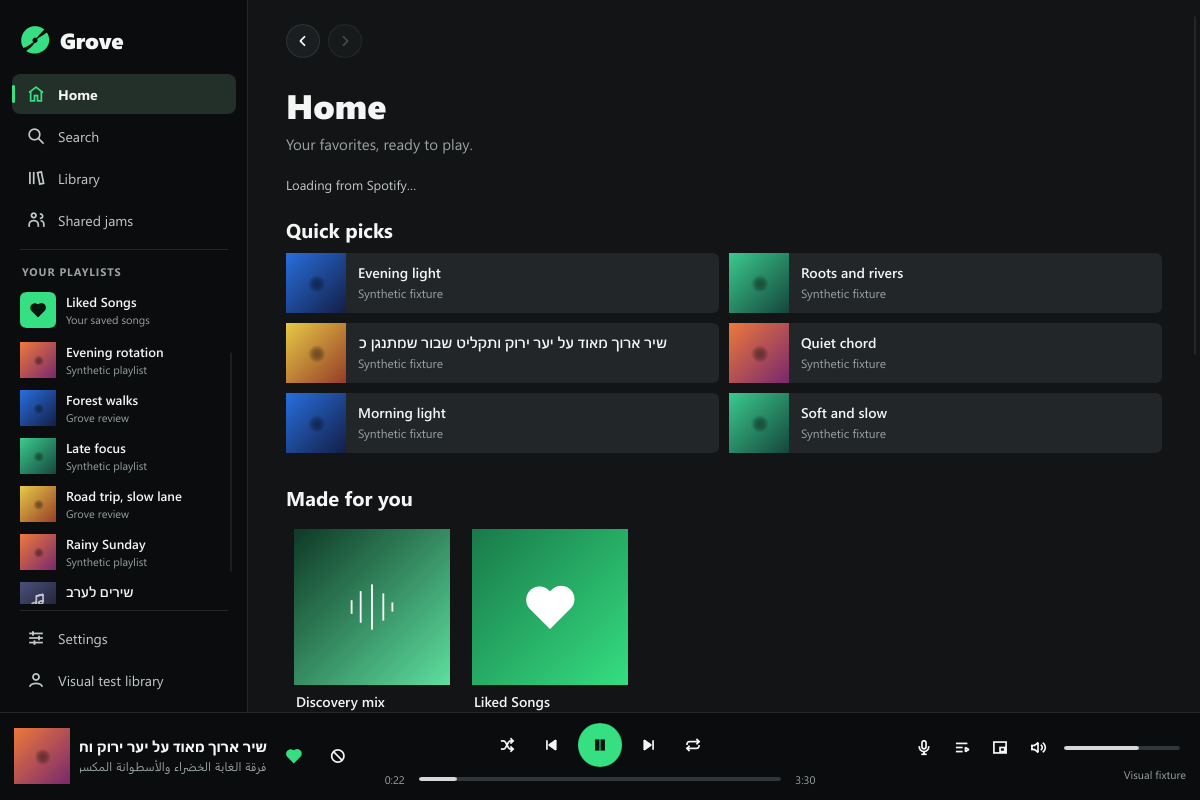 Grove
Home
Search
Library
Shared jams
YOUR PLAYLISTS
Liked Songs
Your saved songs
Evening rotation
Synthetic playlist
Forest walks
Grove review
Late focus
Synthetic playlist
Road trip, slow lane
Grove review
Rainy Sunday
Synthetic playlist
שירים לערב
Settings
Visual test library
Home
Your favorites, ready to play.
Loading from Spotify...
Quick picks
Evening light
Synthetic fixture
Roots and rivers
Synthetic fixture
שיר ארוך מאוד על יער ירוק ותקליט שבור שמתנגן כ
Synthetic fixture
Quiet chord
Synthetic fixture
Morning light
Synthetic fixture
Soft and slow
Synthetic fixture
Made for you
Discovery mix
Liked Songs
שיר ארוך מאוד על יער ירוק ות
فرقة الغابة الخضراء والأسطوانة المكسو
0:22
3:30
Visual fixture